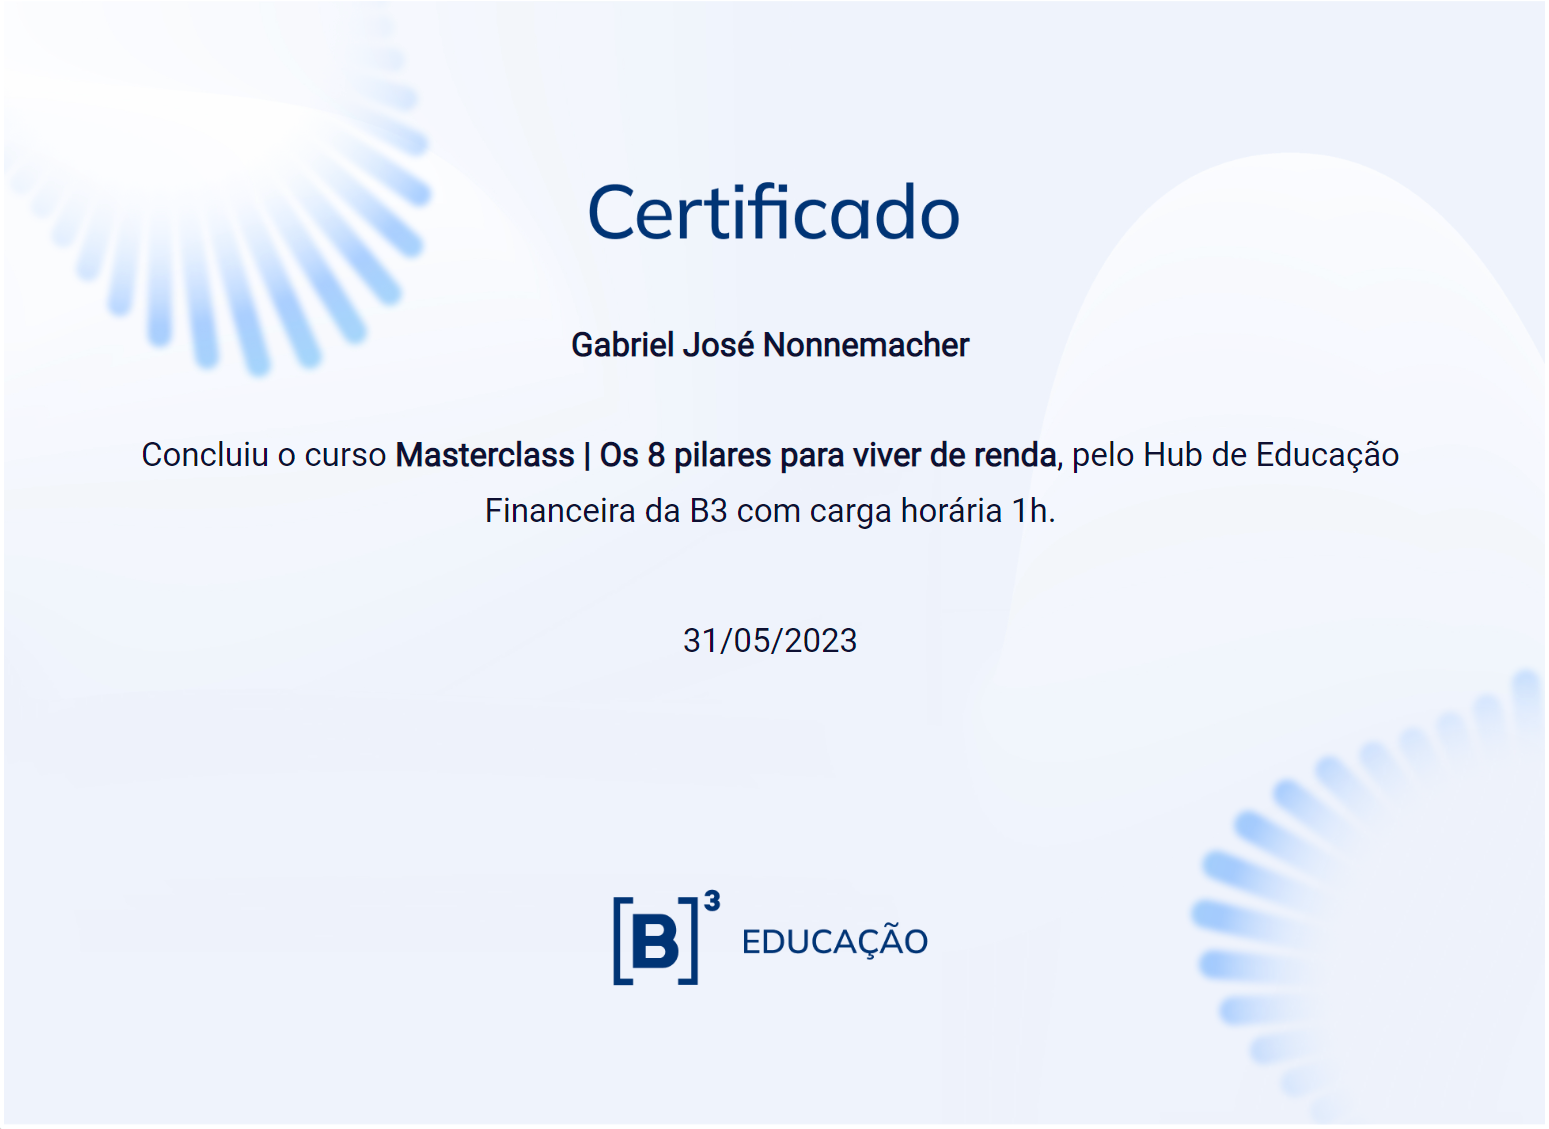 Certificado
Gabriel José Nonnemacher
Concluiu o curso Masterclass | Os 8 pilares para viver de renda, pelo Hub de Educação
Financeira da B3 com carga horária 1h.
31/05/2023
[B]³ EDUCAÇÃO